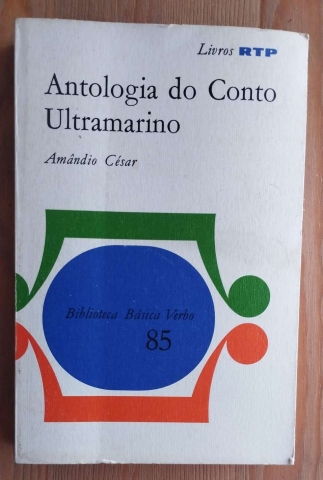 Livros RTP
Antologia do Conto
Ultramarino
Amândio César
Biblioteca Básica Verbo
85